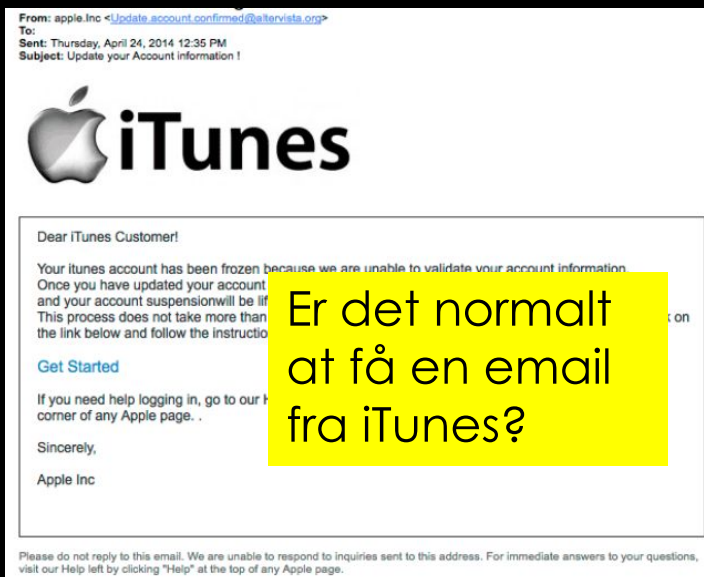 From: apple.Inc <Update.account.confirmed@altervista.org>
To:
Sent: Thursday, April 24, 2014 12:35 PM
Subject: Update your Account information !
iTunes
Dear iTunes Customer!
Your itunes account has been frozen because we are unable to validate your account information.
Once you have updated your account
and your account suspensionwill be
This process does not take more than
on
the link below and follow the
Get Started
If you need help logging in, go to our
corner of any Apple page. .
Sincerely,
Apple Inc
Er det normalt
at få en email
fra iTunes?
Please do not reply to this email. We are unable to respond to inquiries sent to this address. For immediate answers to your questions,
visit our Help left by clicking "Help" at the top of any Apple page.